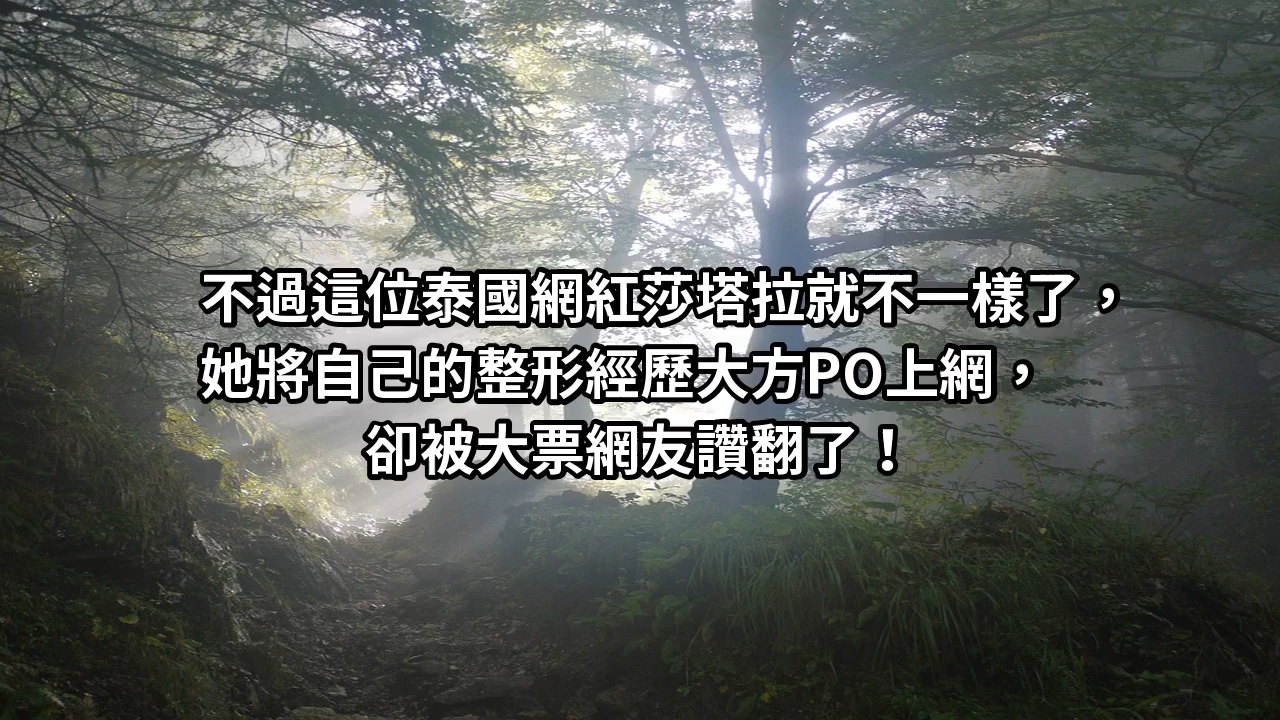 不過這位泰國網紅莎塔拉就不一樣了，
她將自己的整形經歷大方PO上網，
卻被大票網友讚翻了！